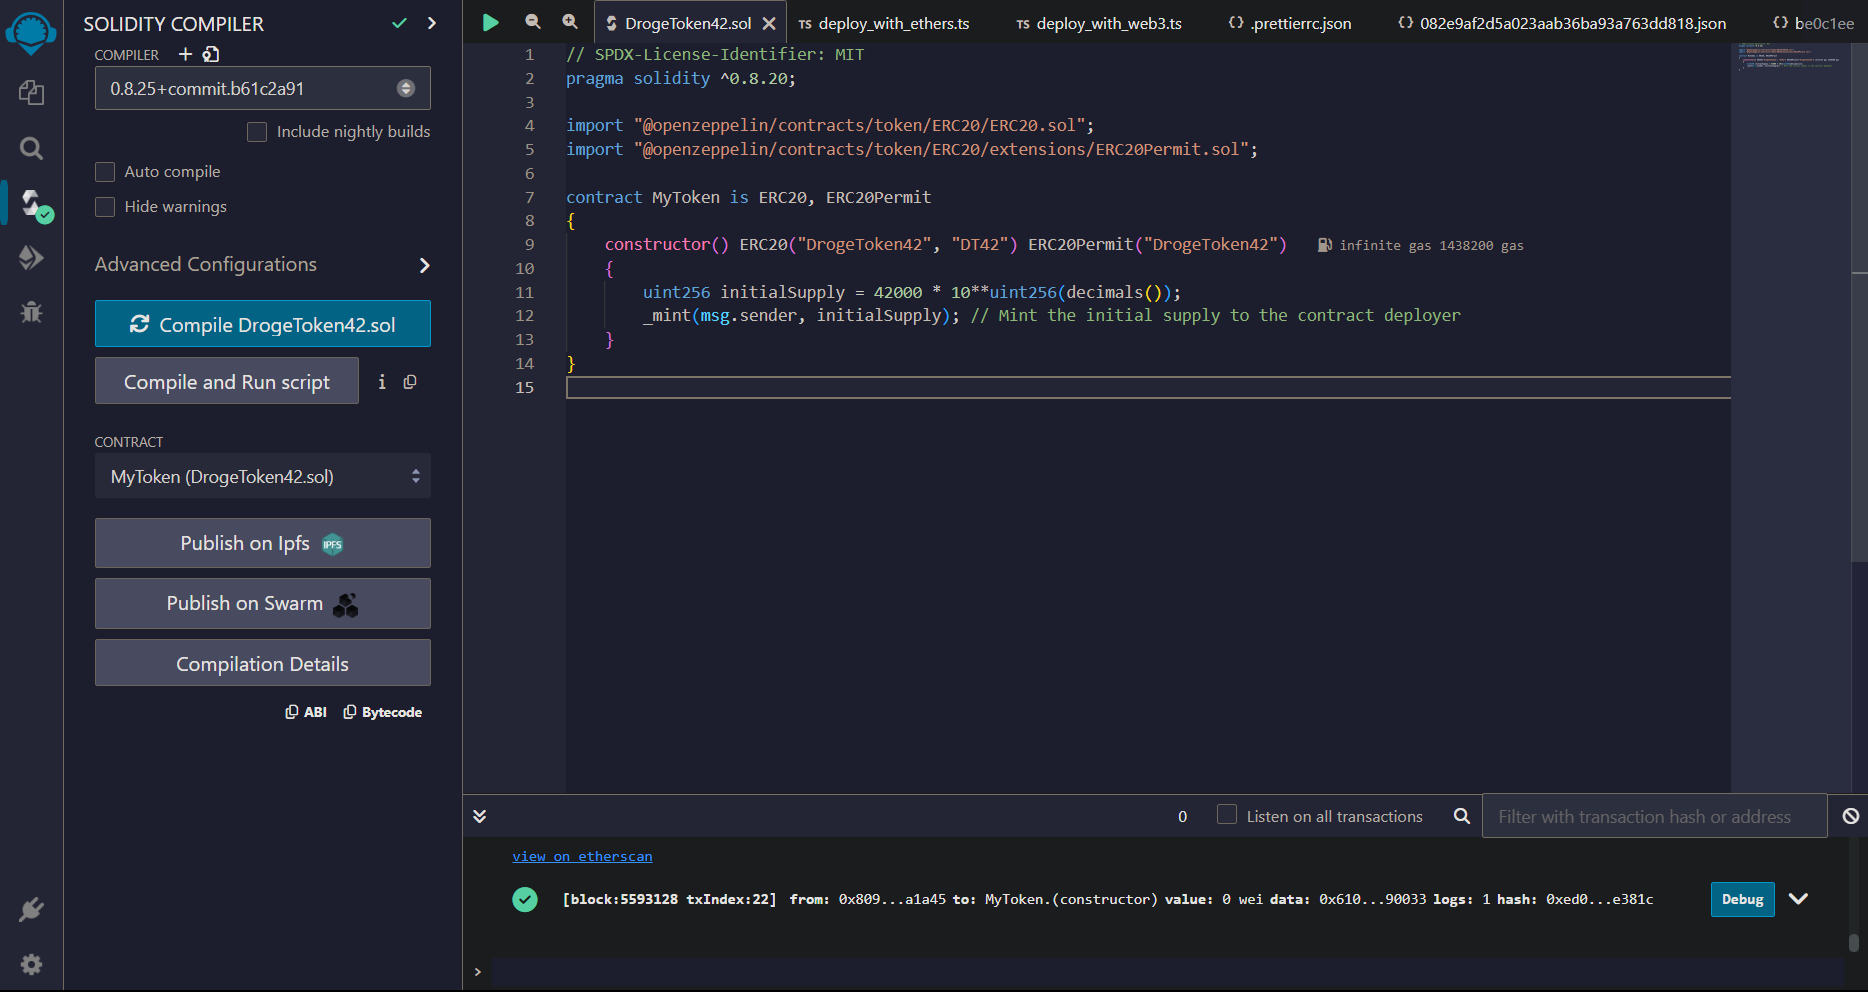 SOLIDITY COMPILER
COMPILER
0.8.25+commit.b61c2a91
Include nightly builds
Auto compile
Hide warnings
Advanced Configurations
Compile DrogeToken42.sol
Compile and Run script
CONTRACT
MyToken (DrogeToken42.sol)
Publish on Ipfs IPFS
Publish on Swarm
Compilation Details
ABI Bytecode
DrogeToken42.sol TS deploy_with_ethers.ts TS deploy_with_web3.ts {} .prettierrc.json {} 082e9af2d5a023aab36ba93a763dd818.json {} be0c1ee
1 // SPDX-License-Identifier: MIT
2 pragma solidity ^0.8.20;
3
4 import "@openzeppelin/contracts/token/ERC20/ERC20.sol";
5 import "@openzeppelin/contracts/token/ERC20/extensions/ERC20Permit.sol";
6
7 contract MyToken is ERC20, ERC20Permit
8 {
9 constructor() ERC20("DrogeToken42", "DT42") ERC20Permit("DrogeToken42") infinite gas 1438200 gas
10 {
11 uint256 initialSupply = 42000 * 10**uint256(decimals());
12 _mint(msg.sender, initialSupply); // Mint the initial supply to the contract deployer
13 }
14 }
15
0 Listen on all transactions Filter with transaction hash or address
view on etherscan
[block:5593128 txIndex:22] from: 0x809...a1a45 to: MyToken.(constructor) value: 0 wei data: 0x610...90033 logs: 1 hash: 0xed0...e381c Debug
>